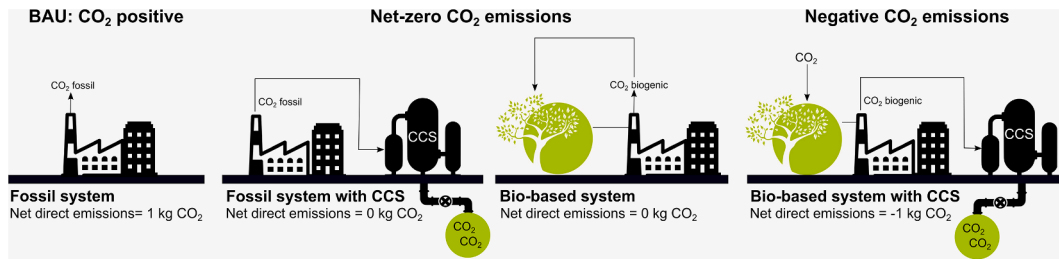 BAU: CO₂ positive
CO₂ fossil
Fossil system
Net direct emissions= 1 kg CO₂
Net-zero CO₂ emissions
CO₂ fossil
CCS
Fossil system with CCS
Net direct emissions = 0 kg CO₂
CO₂
CO₂
CO₂ biogenic
Bio-based system
Net direct emissions = 0 kg CO₂
Negative CO₂ emissions
CO₂
CO₂ biogenic
CCS
Bio-based system with CCS
Net direct emissions = -1 kg CO₂
CO₂
CO₂